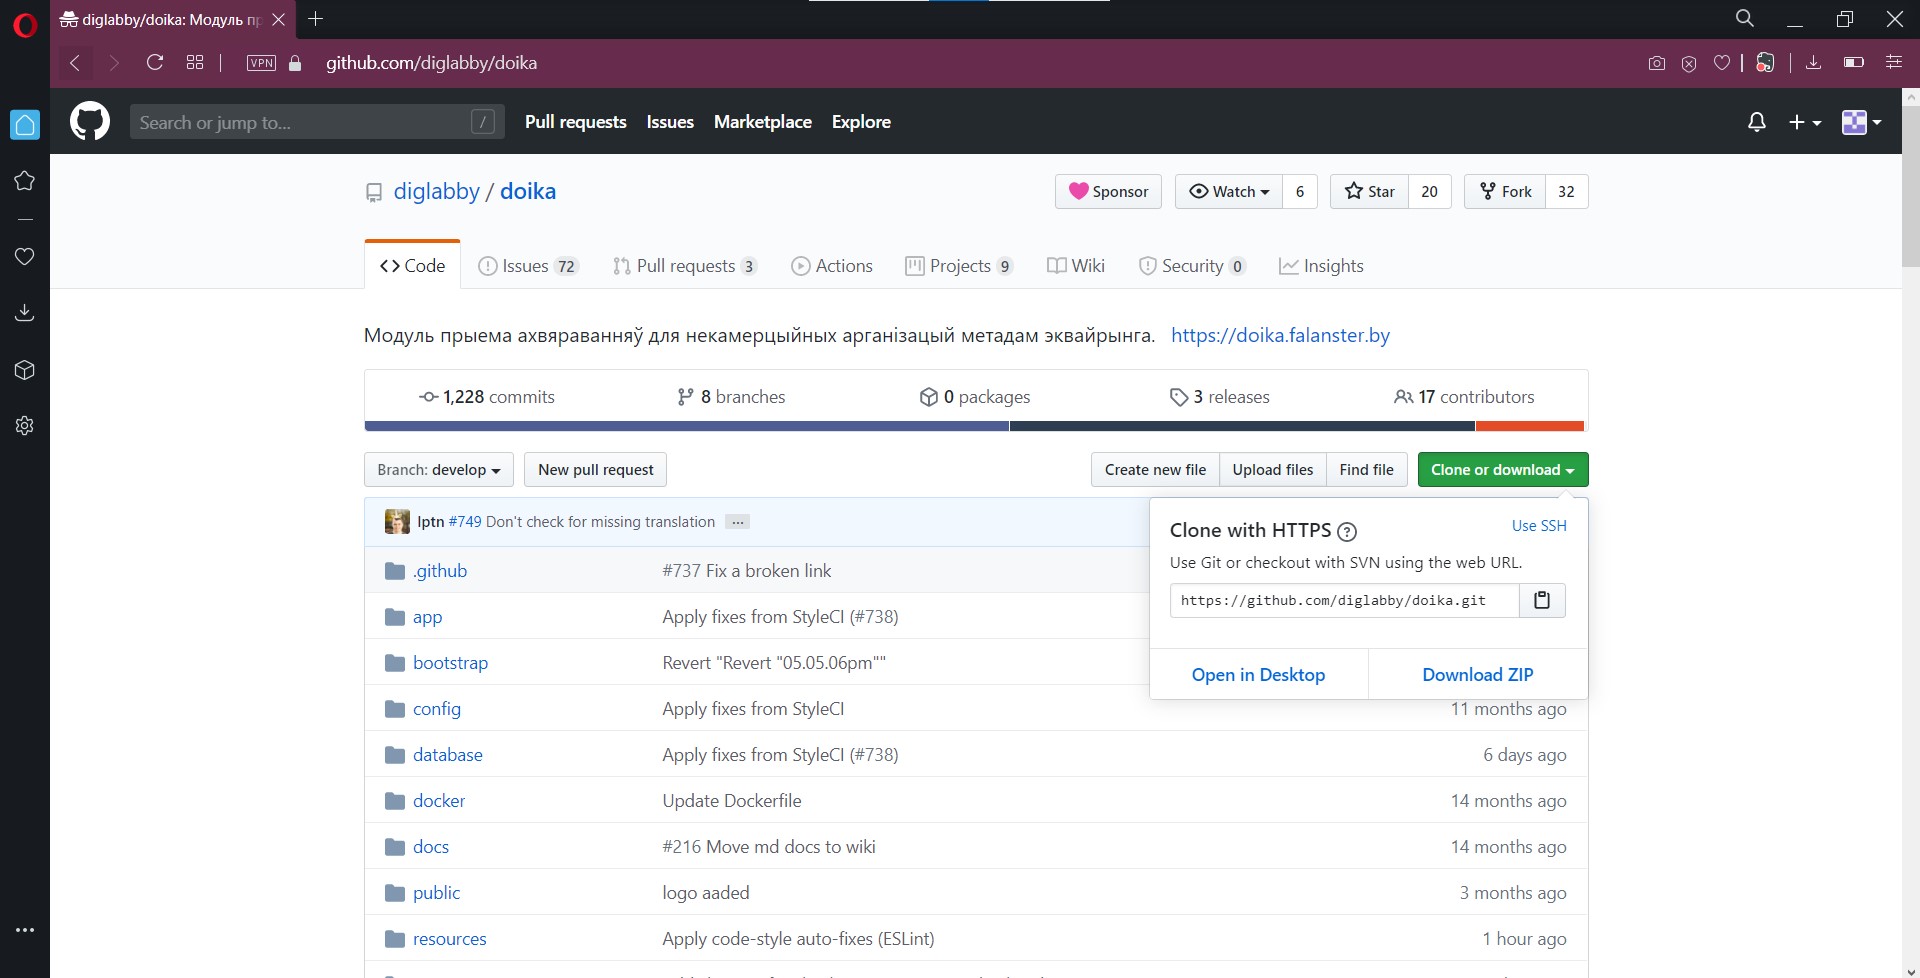 diglabby/doika: Модуль пр
VPN github.com/diglabby/doika
Search or jump to... / Pull requests Issues Marketplace Explore
diglabby / doika Sponsor Watch 6 Star 20 Fork 32
Code Issues 72 Pull requests 3 Actions Projects 9 Wiki Security 0 Insights
Модуль прыема ахвяраванняў для некамерцыйных арганізацый метадам эквайрынга. https://doika.falanster.by
1,228 commits 8 branches 0 packages 3 releases 17 contributors
Branch: develop New pull request Create new file Upload files Find file Clone or download
lptn #749 Don't check for missing translation ...
Clone with HTTPS ? Use SSH
Use Git or checkout with SVN using the web URL.
https://github.com/diglabby/doika.git
Open in Desktop Download ZIP
.github #737 Fix a broken link
app Apply fixes from StyleCI (#738)
bootstrap Revert "Revert "05.05.06pm""
config Apply fixes from StyleCI 11 months ago
database Apply fixes from StyleCI (#738) 6 days ago
docker Update Dockerfile 14 months ago
docs #216 Move md docs to wiki 14 months ago
public logo aaded 3 months ago
resources Apply code-style auto-fixes (ESLint) 1 hour ago